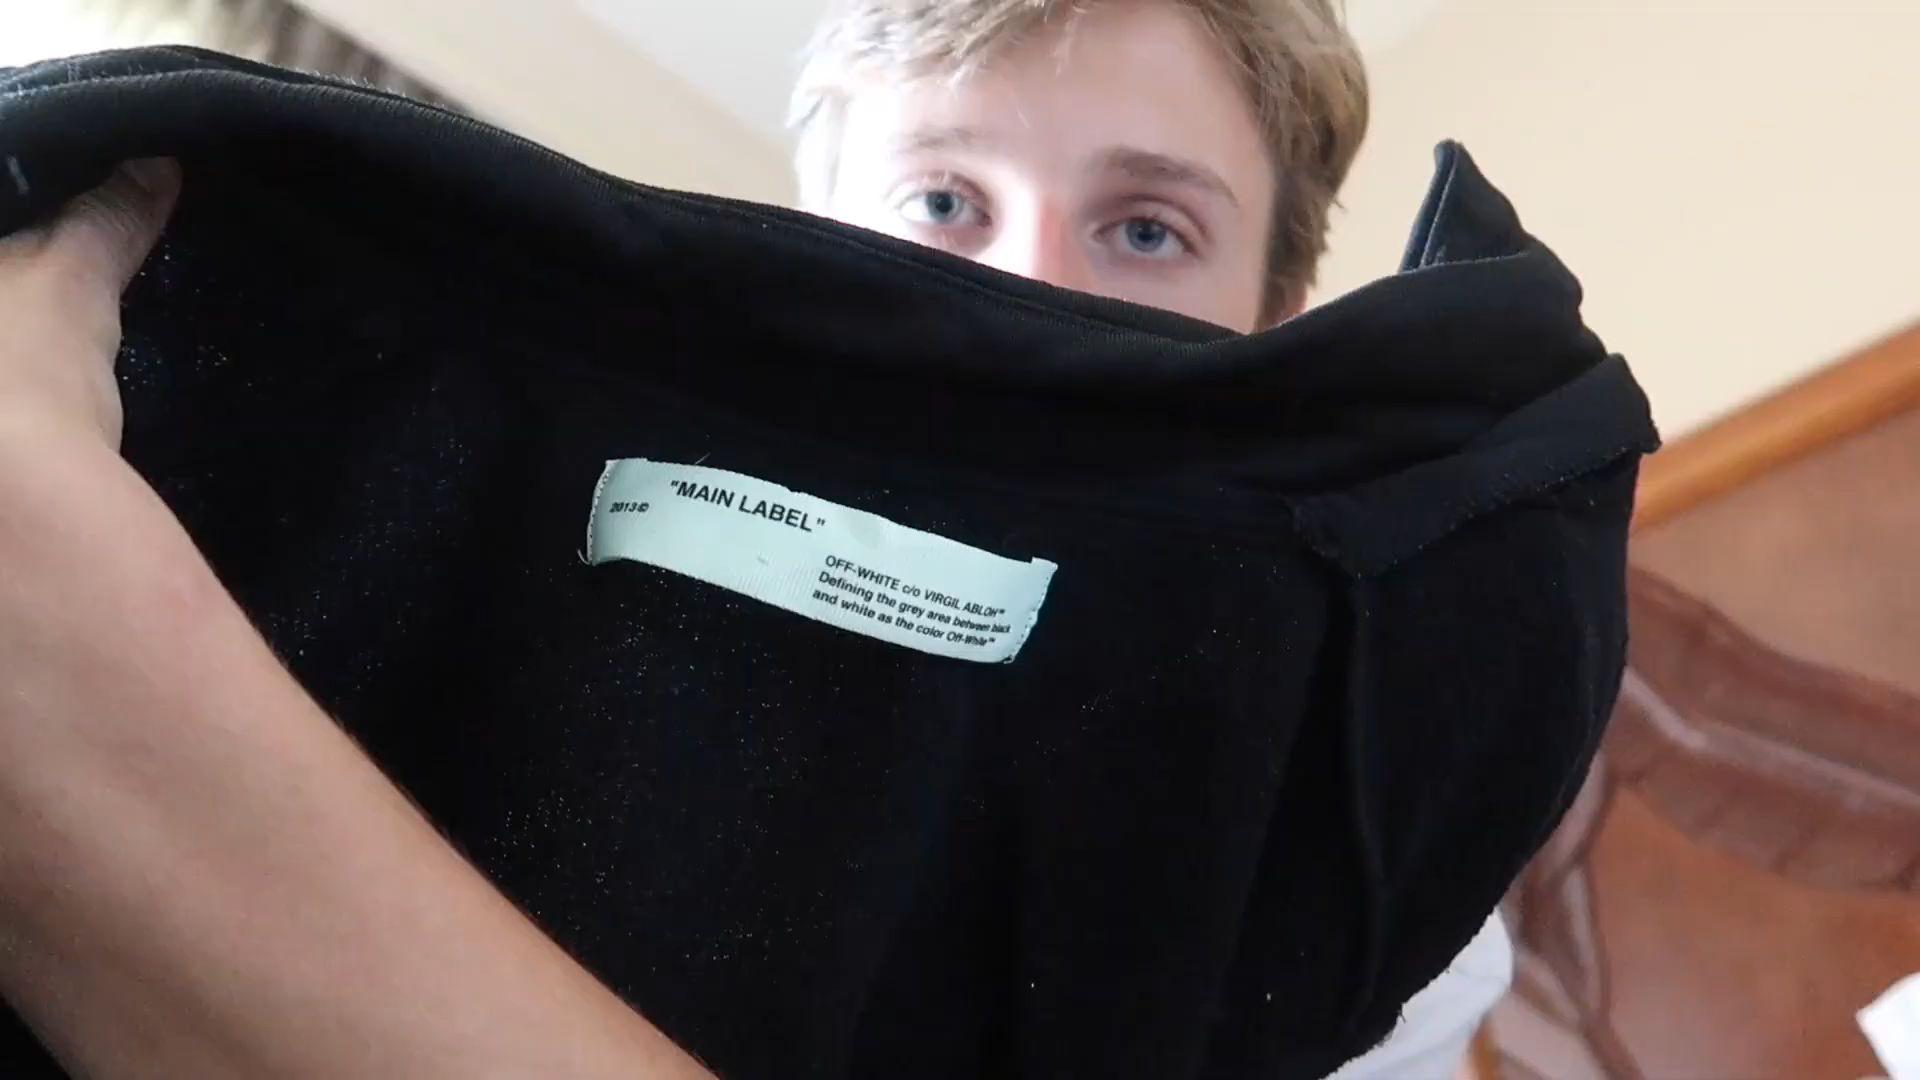 "MAIN LABEL"
2013©
OFF-WHITE c/o VIRGIL ABLOH™
Defining the grey area between black
and white as the color Off-White™